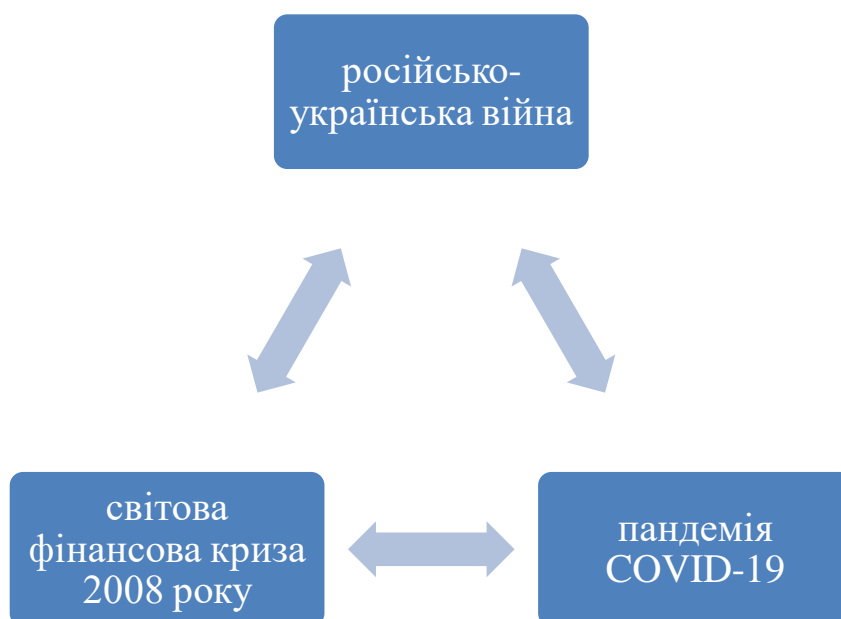 російсько-
українська війна
світова
фінансова криза
2008 року
пандемія
COVID-19